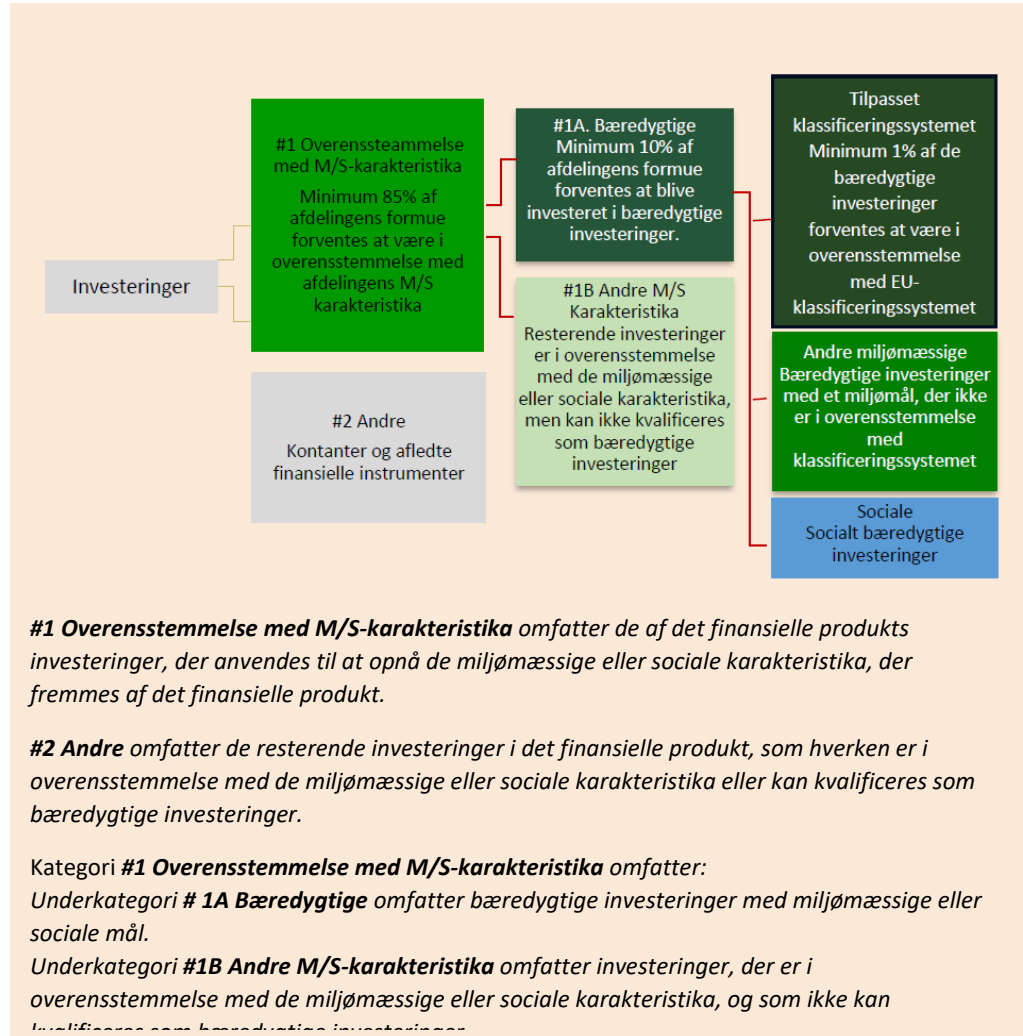 Investeringer
#1 Overenssteammelse
med M/S-karakteristika
Minimum 85% af
afdelingens formue
forventes at være i
overensstemmelse med
afdelingens M/S
karakteristika
#2 Andre
Kontanter og afledte
finansielle instrumenter
#1A. Bæredygtige
Minimum 10% af
afdelingens formue
forventes at blive
investeret i bæredygtige
investeringer.
#1B Andre M/S
Karakteristika
Resterende investeringer
er i overensstemmelse
med de miljømæssige
eller sociale karakteristika,
men kan ikke kvalificeres
som bæredygtige
investeringer
Tilpasset
klassificeringssystemet
Minimum 1% af de
bæredygtige
investeringer
forventes at være i
overensstemmelse
med EU-
klassificeringssystemet
Andre miljømæssige
Bæredygtige investeringer
med et miljømål, der ikke
er i overensstemmelse
med
klassificeringssystemet
Sociale
Socialt bæredygtige
investeringer
#1 Overensstemmelse med M/S-karakteristika omfatter de af det finansielle produkts
investeringer, der anvendes til at opnå de miljømæssige eller sociale karakteristika, der
fremmes af det finansielle produkt.
#2 Andre omfatter de resterende investeringer i det finansielle produkt, som hverken er i
overensstemmelse med de miljømæssige eller sociale karakteristika eller kan kvalificeres som
bæredygtige investeringer.
Kategori #1 Overensstemmelse med M/S-karakteristika omfatter:
Underkategori # 1A Bæredygtige omfatter bæredygtige investeringer med miljømæssige eller
sociale mål.
Underkategori #1B Andre M/S-karakteristika omfatter investeringer, der er i
overensstemmelse med de miljømæssige eller sociale karakteristika, og som ikke kan
kvalificeres som bæredygtige investeringer